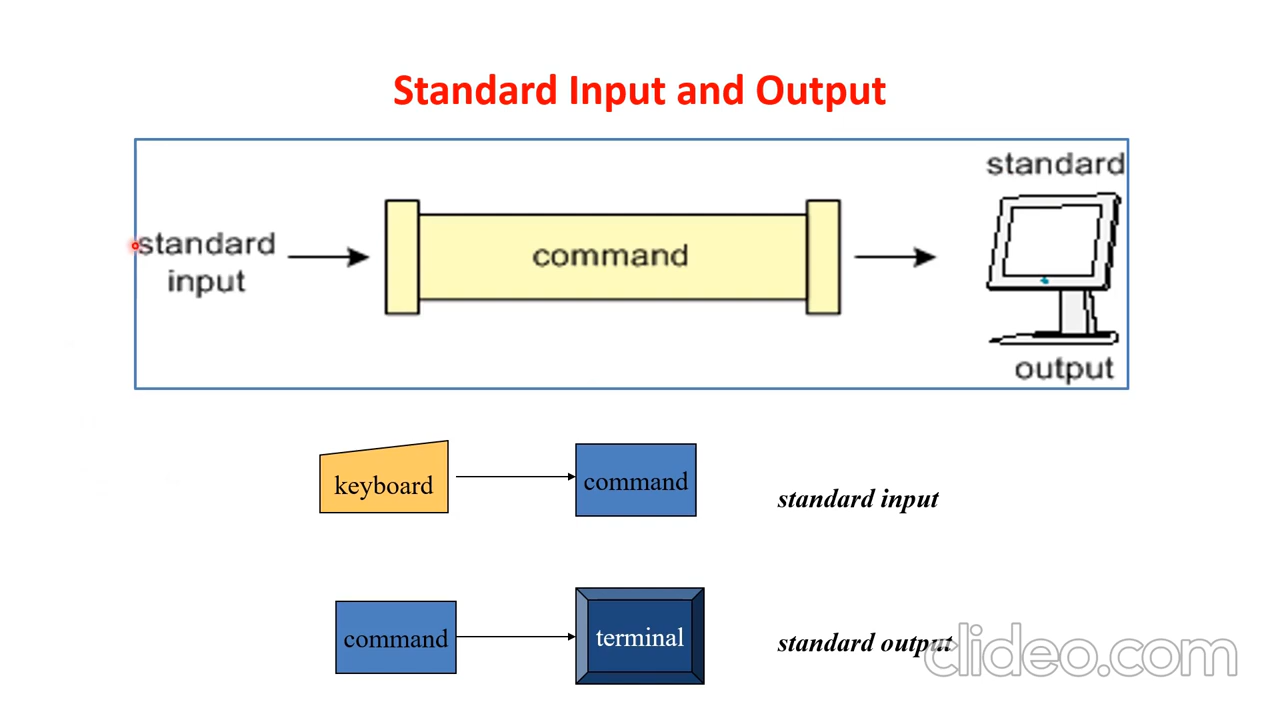 Standard Input and Output
standard
input
command
standard
output
keyboard
command
standard input
command
terminal
standard output
clideo.com